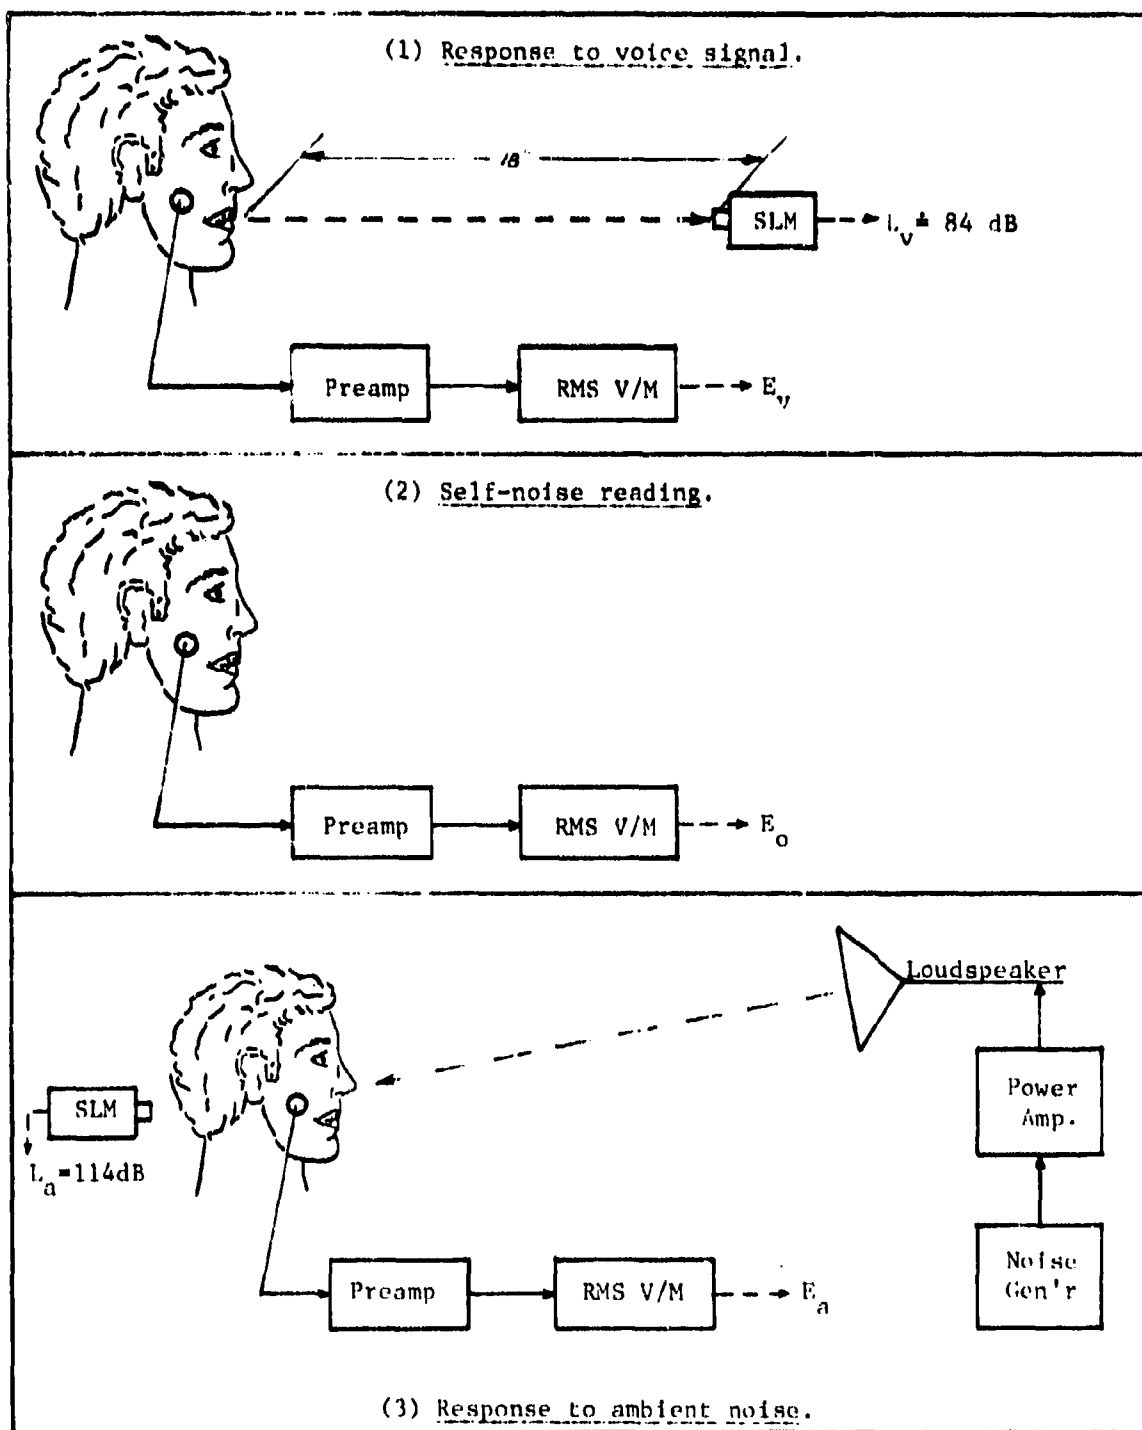 (1) Response to voice signal.
18"
SLM
L_v = 84 dB
Preamp
RMS V/M
E_v
(2) Self-noise reading.
Preamp
RMS V/M
E_o
Loudspeaker
Power
Amp.
SLM
L_a=114dB
Noise
Gen'r
Preamp
RMS V/M
E_a
(3) Response to ambient noise.